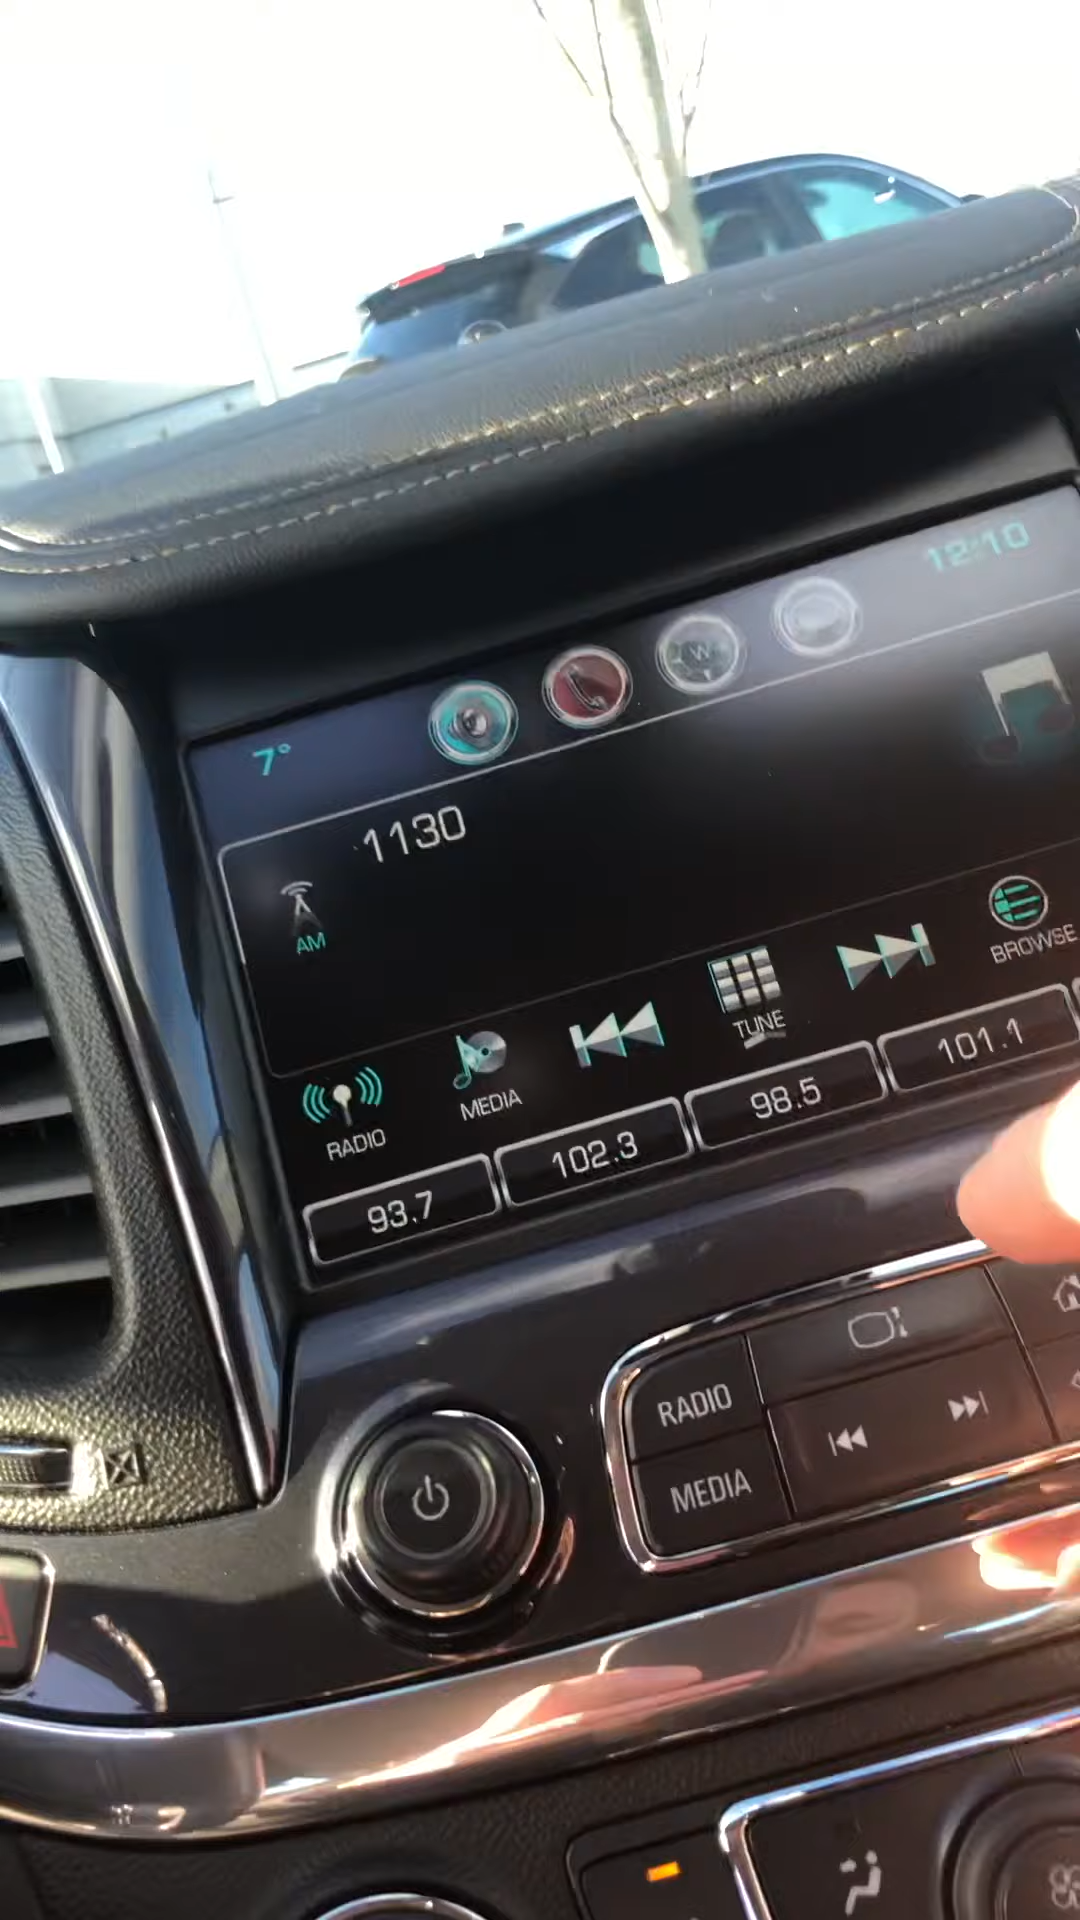 12:10
7°
W
1130
AM
BROWSE
TUNE
MEDIA
RADIO
93.7
102.3
98.5
101.1
RADIO
MEDIA